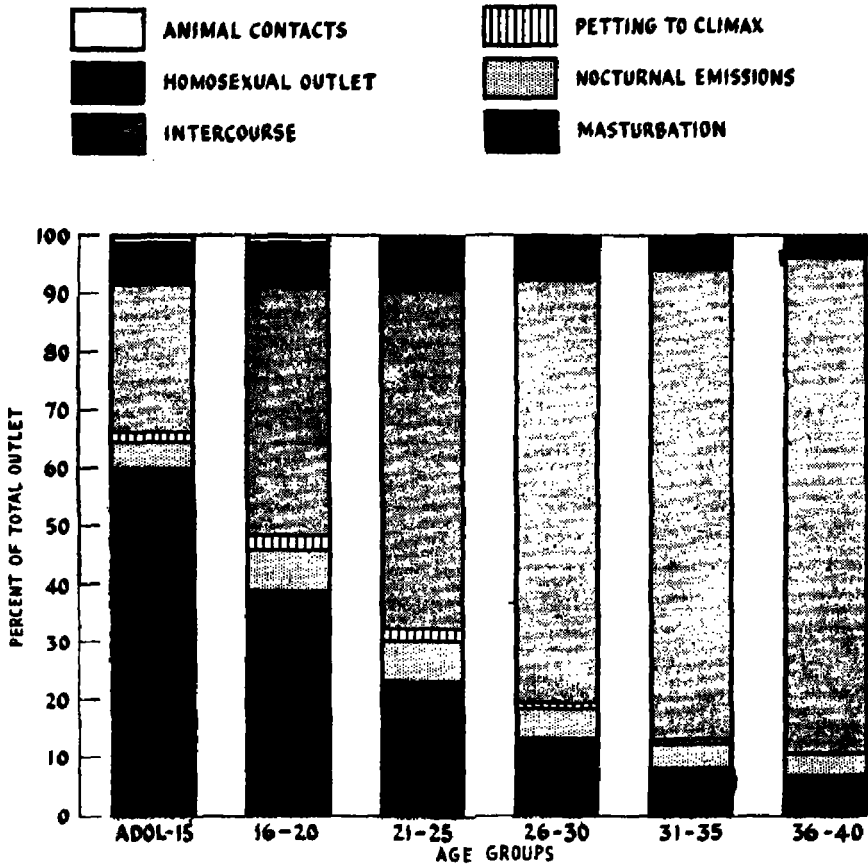 ANIMAL CONTACTS
HOMOSEXUAL OUTLET
INTERCOURSE
PETTING TO CLIMAX
NOCTURNAL EMISSIONS
MASTURBATION
PERCENT OF TOTAL OUTLET
100
90
80
70
60
50
40
30
20
10
0
ADOL-15 16-20 21-25 26-30 31-35 36-40
AGE GROUPS